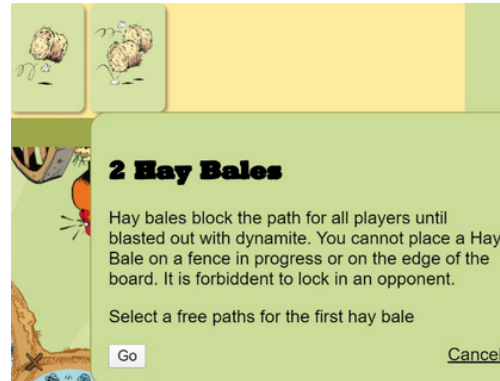 2 Hay Bales
Hay bales block the path for all players until
blasted out with dynamite. You cannot place a Hay
Bale on a fence in progress or on the edge of the
board. It is forbiddent to lock in an opponent.
Select a free paths for the first hay bale
Go
Cancel